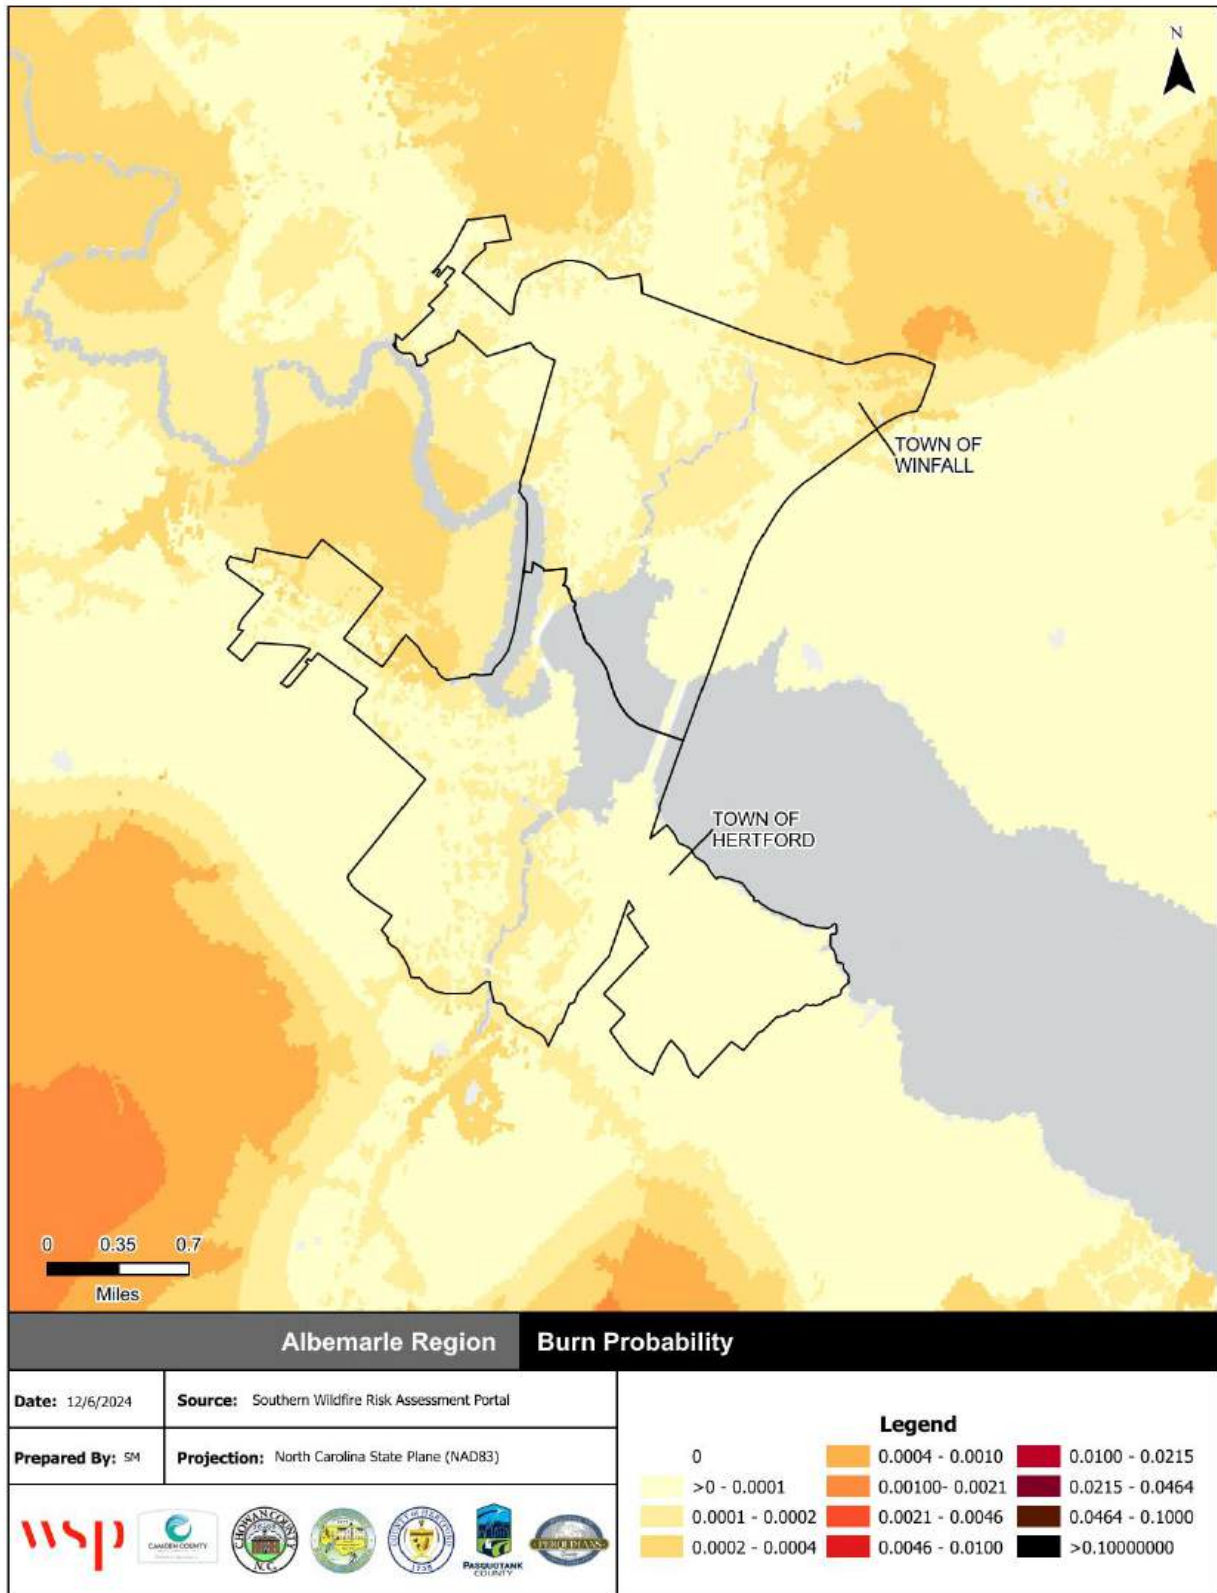 N
TOWN OF
WINFALL
TOWN OF
HERTFORD
0 0.35 0.7
Miles
Albemarle Region Burn Probability
Date: 12/6/2024 Source: Southern Wildfire Risk Assessment Portal
Prepared By: SM Projection: North Carolina State Plane (NAD83)
Legend
0 0.0004 - 0.0010 0.0100 - 0.0215
>0 - 0.0001 0.00100- 0.0021 0.0215 - 0.0464
0.0001 - 0.0002 0.0021 - 0.0046 0.0464 - 0.1000
0.0002 - 0.0004 0.0046 - 0.0100 >0.10000000
wsp
CAMDEN COUNTY
CHOWAN COUNTY
N.C.
PASQUOTANK
COUNTY
PERQUIMANS